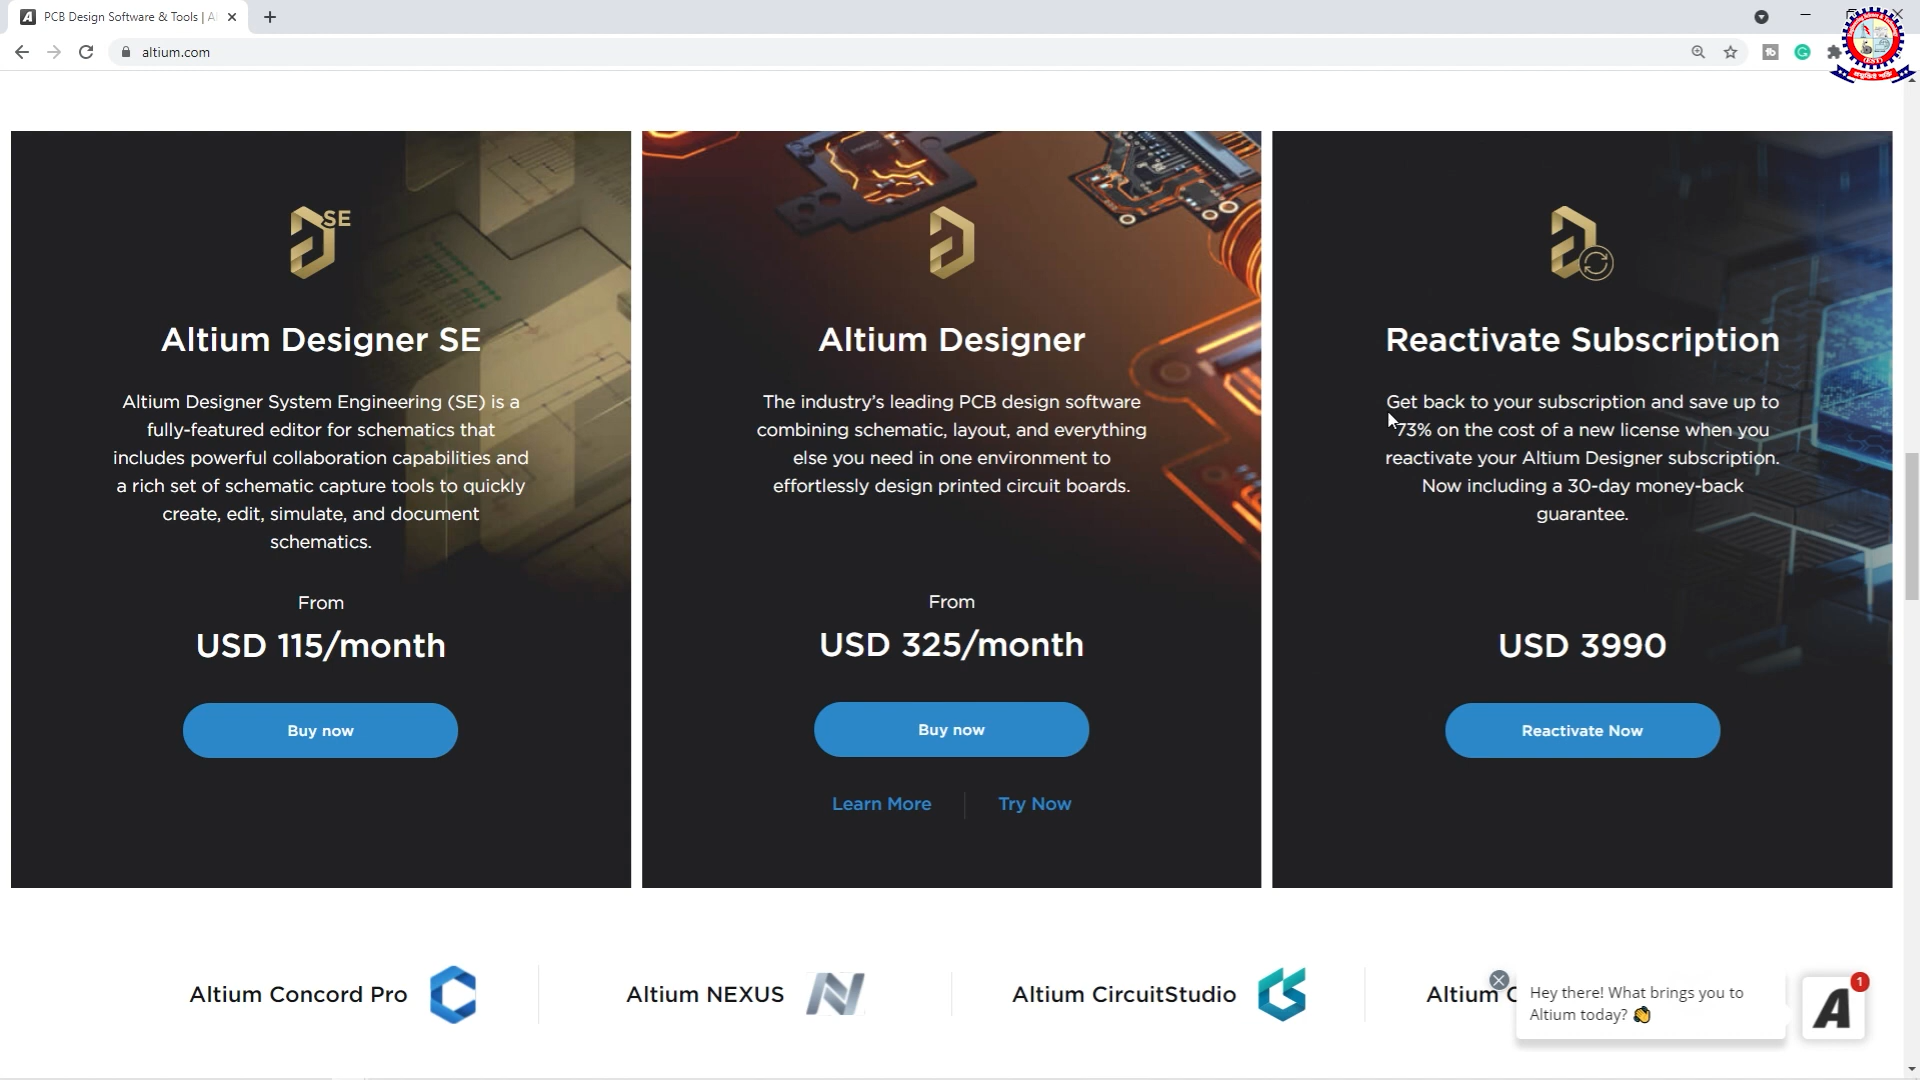 PCB Design Software & Tools | A
altium.com
SE
Altium Designer SE
Altium Designer System Engineering (SE) is a
fully-featured editor for schematics that
includes powerful collaboration capabilities and
a rich set of schematic capture tools to quickly
create, edit, simulate, and document
schematics.
From
USD 115/month
Buy now
Altium Designer
The industry’s leading PCB design software
combining schematic, layout, and everything
else you need in one environment to
effortlessly design printed circuit boards.
From
USD 325/month
Buy now
Learn More
Try Now
Reactivate Subscription
Get back to your subscription and save up to
73% on the cost of a new license when you
reactivate your Altium Designer subscription.
Now including a 30-day money-back
guarantee.
USD 3990
Reactivate Now
Altium Concord Pro
Altium NEXUS
Altium CircuitStudio
Altium C
Hey there! What brings you to
Altium today? 👋
A
1